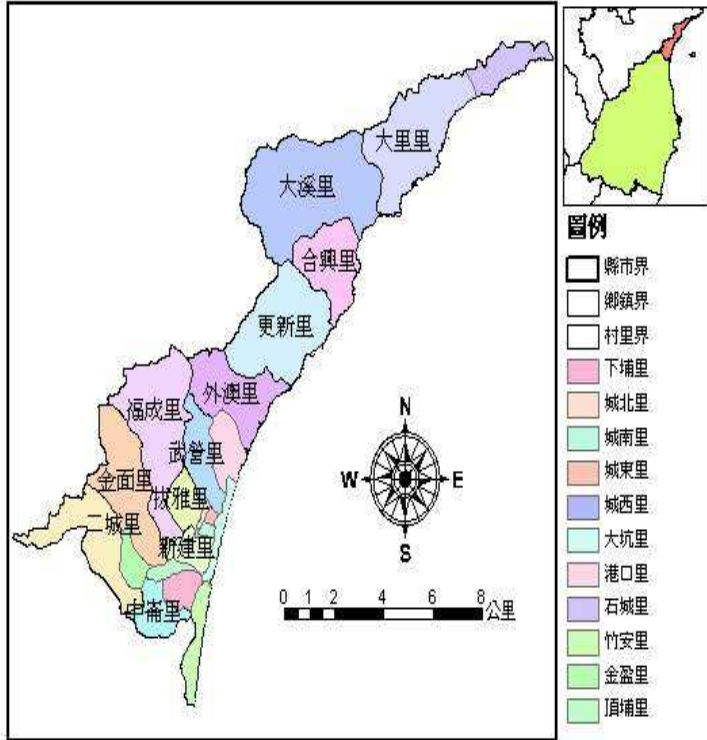 大里里
大溪里
合興里
更新里
外澳里
福成里
武營里
金面里
拔雅里
二城里
新建里
中崙里
N
W E
S
0 2 4 6 8
公里
圖例
縣市界
鄉鎮界
村里界
下埔里
城北里
城南里
城東里
城西里
大坑里
港口里
石城里
竹安里
金盈里
頂埔里